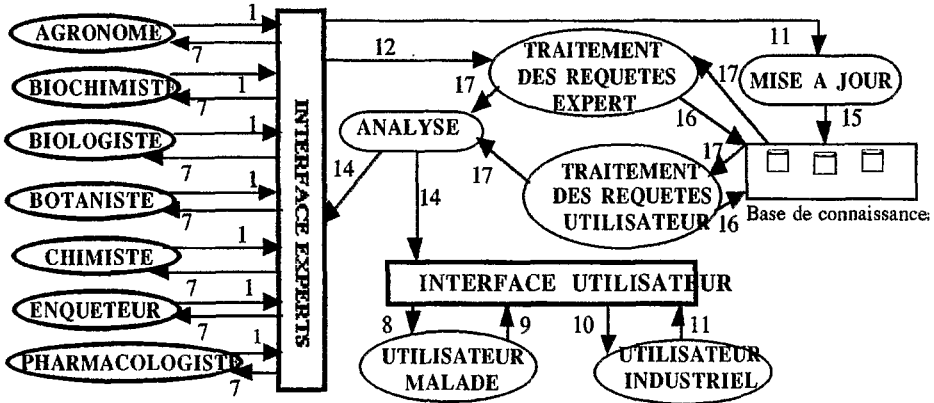 AGRONOME
1
7
BIOCHIMISTE
1
7
BIOLOGISTE
1
7
BOTANISTE
1
7
CHIMISTE
1
ENQUETEUR
7
1
7
PHARMACOLOGISTE
1
7
INTERFACE EXPERTS
12
TRAITEMENT
DES REQUETES
EXPERT
11
MISE A JOUR
15
17
17
16
ANALYSE
14
14
17
TRAITEMENT
DES REQUETES
UTILISATEUR
17
16
Base de connaissances
INTERFACE UTILISATEUR
8
9
10
11
UTILISATEUR
MALADE
UTILISATEUR
INDUSTRIEL